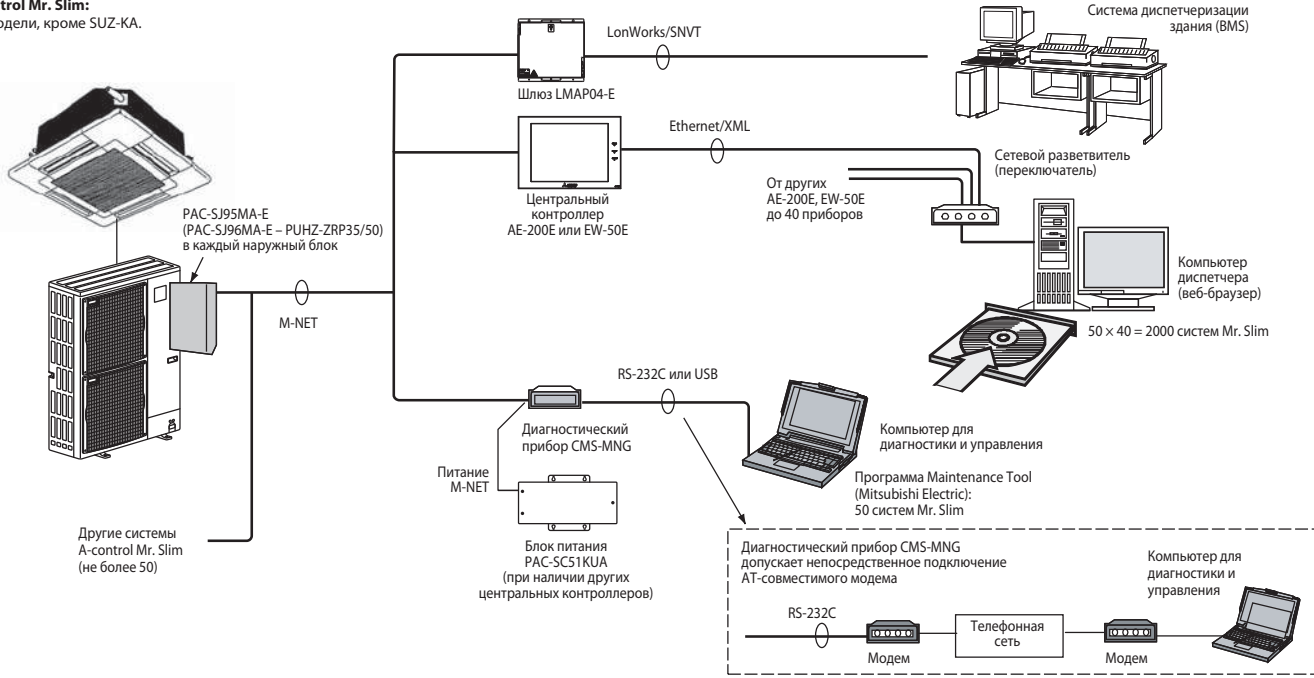 ntrol Mr. Slim:
одели, кроме SUZ-KA.
LonWorks/SNVT
Система диспетчеризации
здания (BMS)
Шлюз LMAP04-E
Ethernet/XML
Сетевой разветвитель
(переключатель)
От других
AE-200E, EW-50E
до 40 приборов
Центральный
контроллер
AE-200E или EW-50E
PAC-SJ95MA-E
(PAC-SJ96MA-E – PUHZ-ZRP35/50)
в каждый наружный блок
M-NET
Компьютер
диспетчера
(веб-браузер)
50 × 40 = 2000 систем Mr. Slim
RS-232C или USB
Диагностический
прибор CMS-MNG
Компьютер для
диагностики и управления
Питание
M-NET
Программа Maintenance Tool
(Mitsubishi Electric):
50 систем Mr. Slim
Другие системы
A-control Mr. Slim
(не более 50)
Блок питания
PAC-SC51KUA
(при наличии других
центральных контроллеров)
Диагностический прибор CMS-MNG
допускает непосредственное подключение
АТ-совместимого модема
Компьютер для
диагностики и
управления
RS-232C
Телефонная
сеть
Модем
Модем